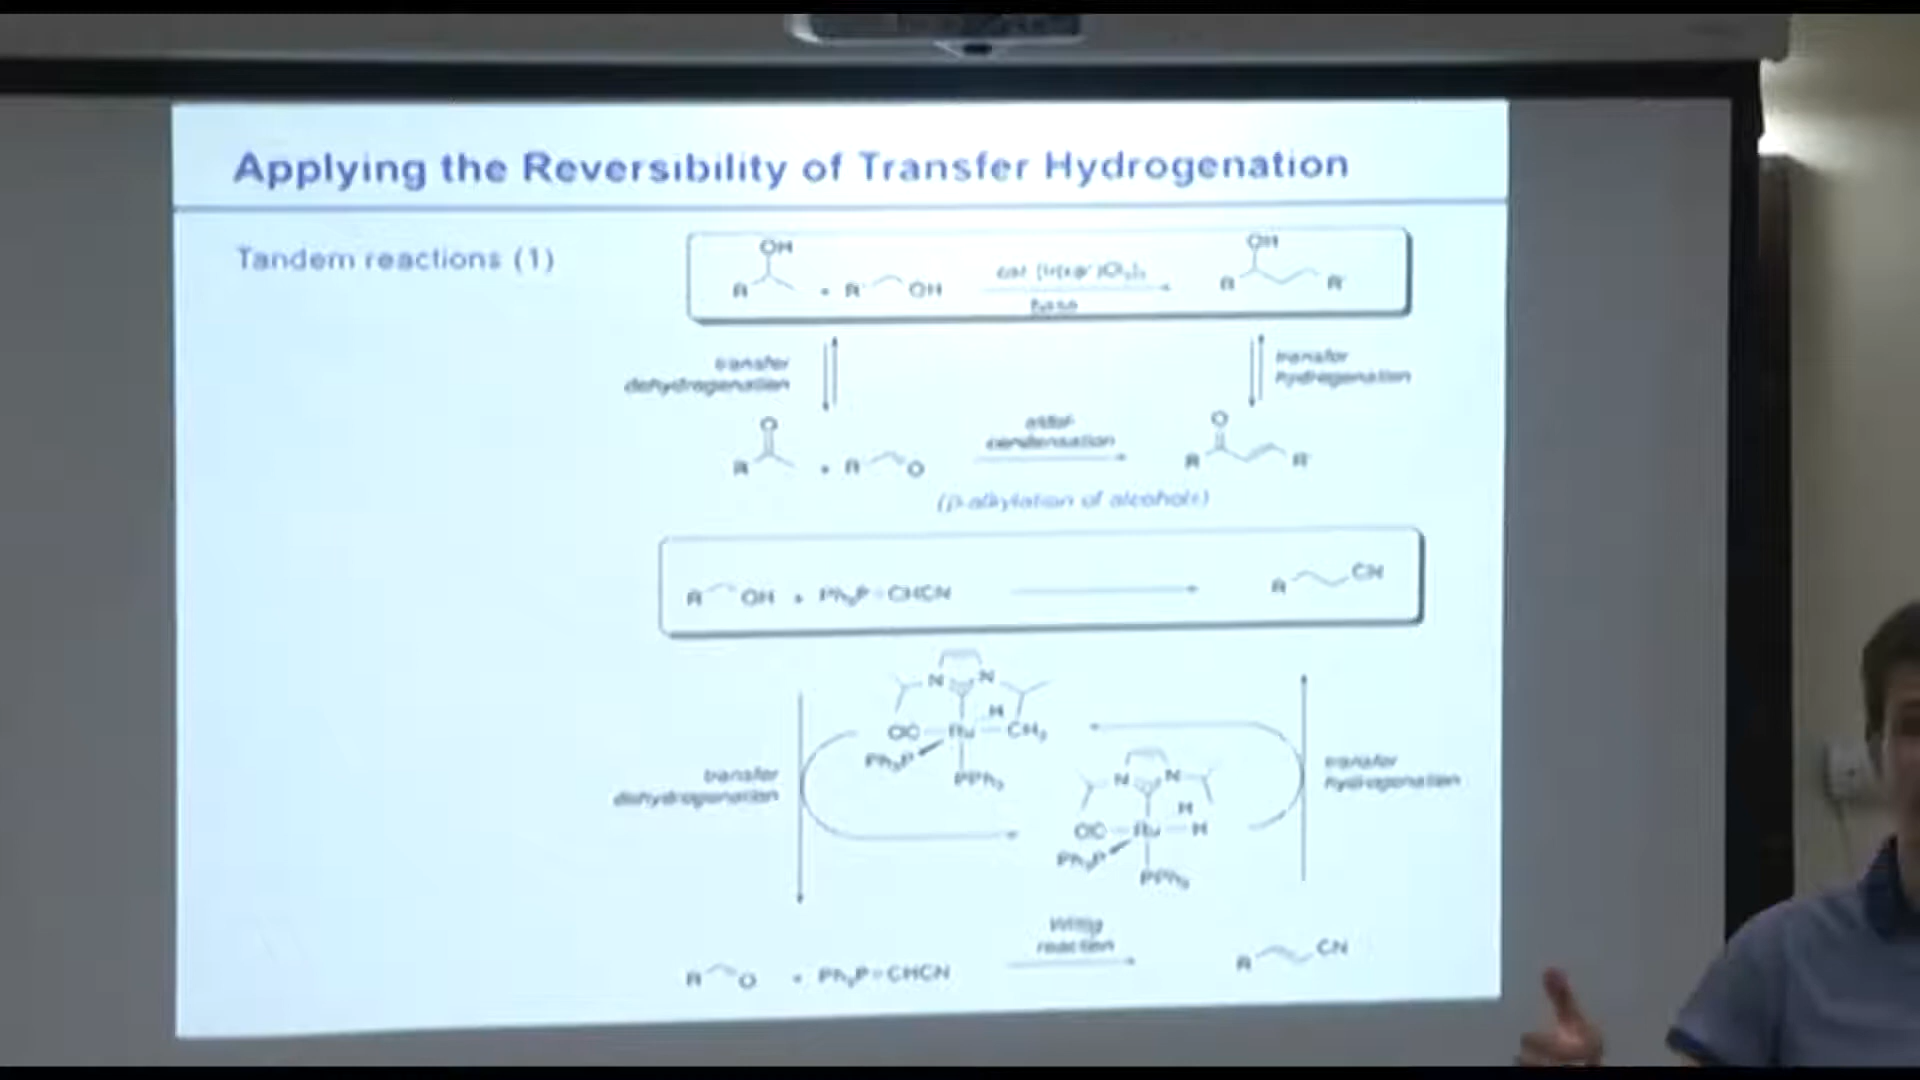 Applying the Reversibility of Transfer Hydrogenation
Tandem reactions (1)
OH
R
+ R' OH
base
OH
R R'
transfer
dehydrogenation
transfer
hydrogenation
O
R
+ R O
aldol
condensation
O
R R'
(β-alkylation of alcohols)
R OH + Ph3P=CHCN
R CN
N N
H
OC Ru CH2
Ph3P
PPh3
transfer
dehydrogenation
N N
H
OC Ru H
Ph3P
PPh3
transfer
hydrogenation
Wittig
reaction
R O + Ph3P=CHCN
R CN